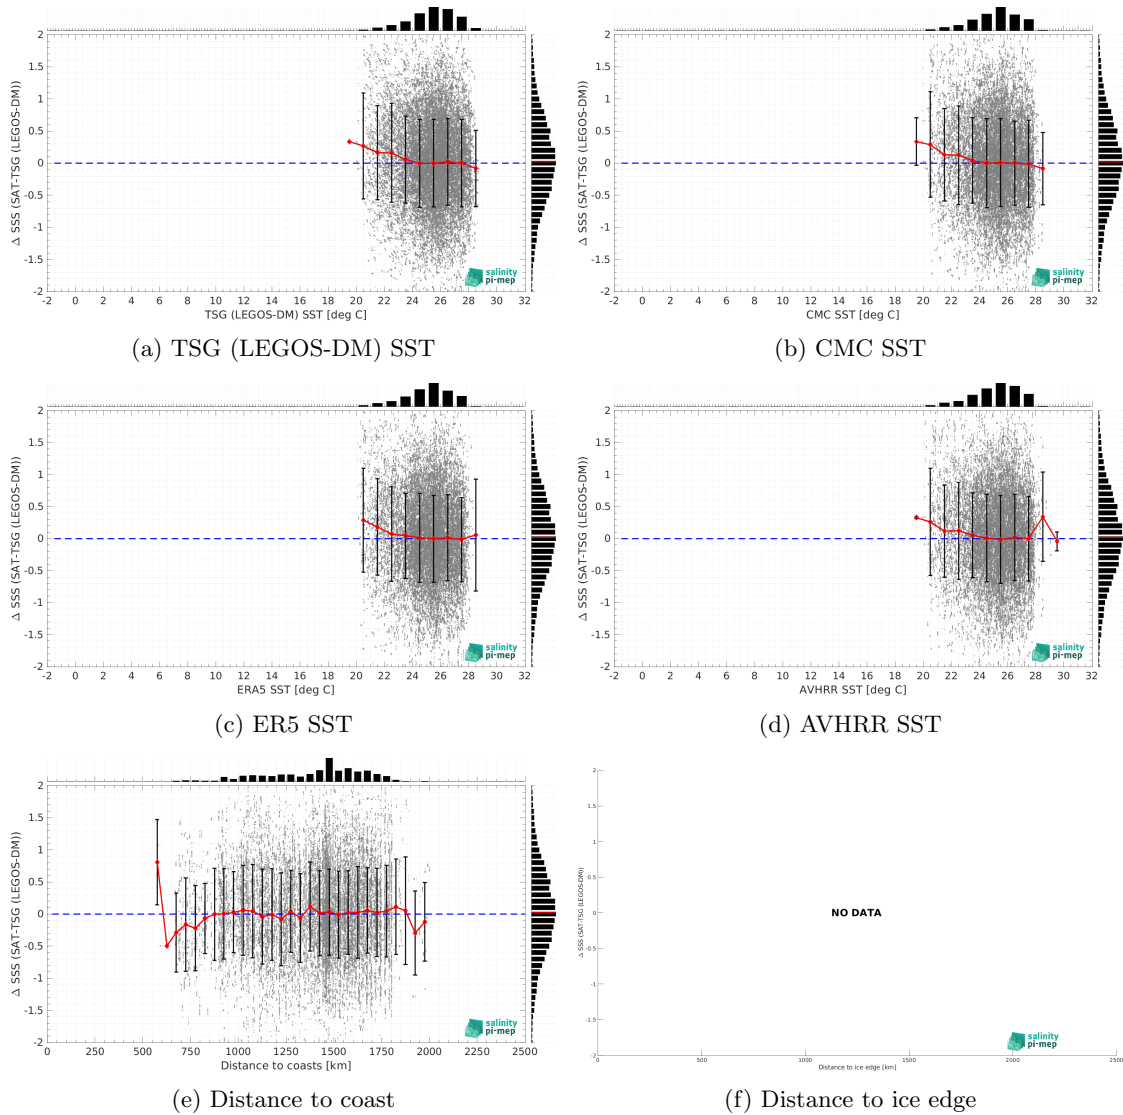 2
1.5
1
0.5
0
-0.5
-1
-1.5
-2
Δ SSS (SAT-TSG (LEGOS-DM))
-2 0 2 4 6 8 10 12 14 16 18 20 22 24 26 28 30 32
TSG (LEGOS-DM) SST [deg C]
salinity
pi-mep
(a) TSG (LEGOS-DM) SST
2
1.5
1
0.5
0
-0.5
-1
-1.5
-2
Δ SSS (SAT-TSG (LEGOS-DM))
-2 0 2 4 6 8 10 12 14 16 18 20 22 24 26 28 30 32
CMC SST [deg C]
salinity
pi-mep
(b) CMC SST
2
1.5
1
0.5
0
-0.5
-1
-1.5
-2
Δ SSS (SAT-TSG (LEGOS-DM))
-2 0 2 4 6 8 10 12 14 16 18 20 22 24 26 28 30 32
ERA5 SST [deg C]
salinity
pi-mep
(c) ER5 SST
2
1.5
1
0.5
0
-0.5
-1
-1.5
-2
Δ SSS (SAT-TSG (LEGOS-DM))
-2 0 2 4 6 8 10 12 14 16 18 20 22 24 26 28 30 32
AVHRR SST [deg C]
salinity
pi-mep
(d) AVHRR SST
2
1.5
1
0.5
0
-0.5
-1
-1.5
-2
Δ SSS (SAT-TSG (LEGOS-DM))
0 250 500 750 1000 1250 1500 1750 2000 2250 2500
Distance to coasts [km]
salinity
pi-mep
(e) Distance to coast
2
1.5
1
0.5
0
-0.5
-1
-1.5
-2
Δ SSS (SAT-TSG (LEGOS-DM))
NO DATA
0 500 1000 1500 2000 2500
Distance to ice edge [km]
salinity
pi-mep
(f) Distance to ice edge